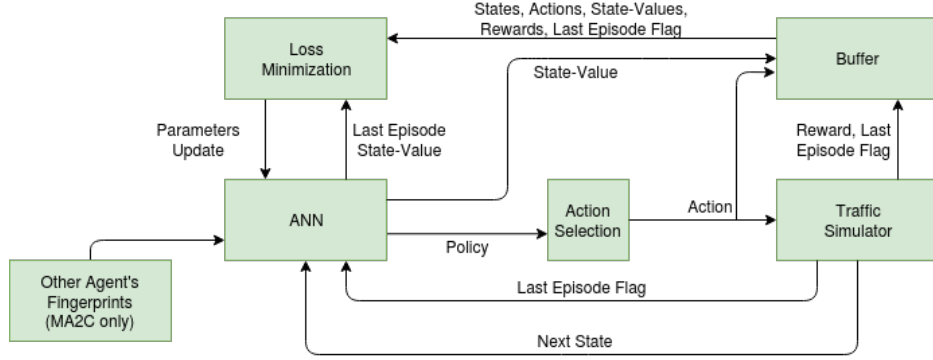 States, Actions, State-Values,
Rewards, Last Episode Flag
Loss
Minimization
Buffer
State-Value
Parameters
Update
Last Episode
State-Value
Reward, Last
Episode Flag
ANN
Action
Selection
Action
Traffic
Simulator
Policy
Other Agent's
Fingerprints
(MA2C only)
Last Episode Flag
Next State